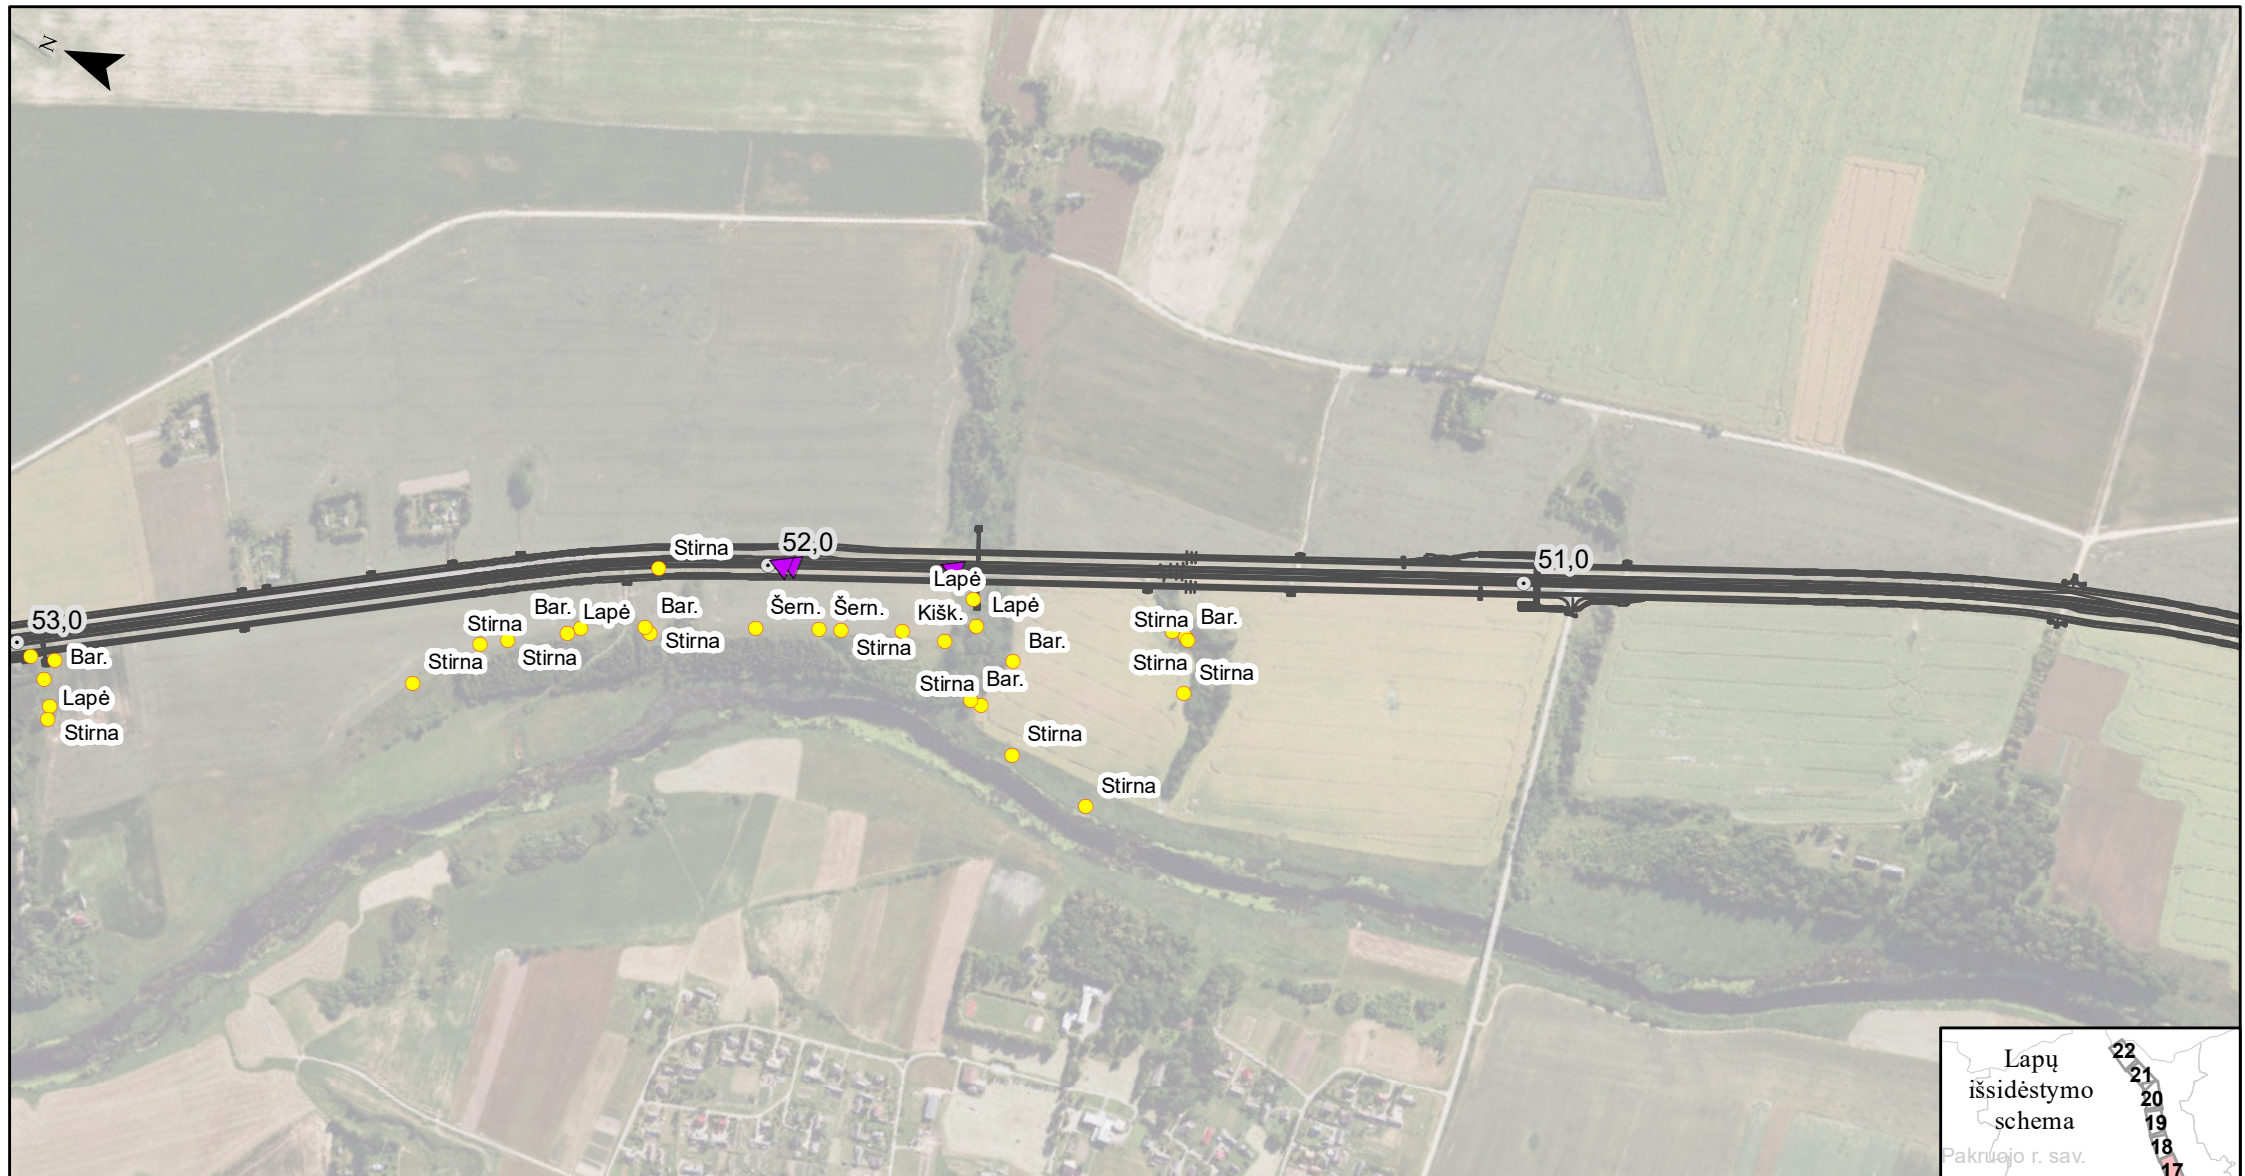 N
Stirna
52,0
51,0
53,0
Lapė
Bar.
Lapė
Bar.
Šern.
Šern.
Kišk.
Lapė
Stirna
Stirna
Bar.
Stirna
Stirna
Bar.
Bar.
Stirna
Stirna
Stirna
Stirna
Stirna
Bar.
Lapė
Stirna
Stirna
Stirna
Lapų
išsidėstymo
schema
22
21
20
19
18
17
Pakruojo r. sav.